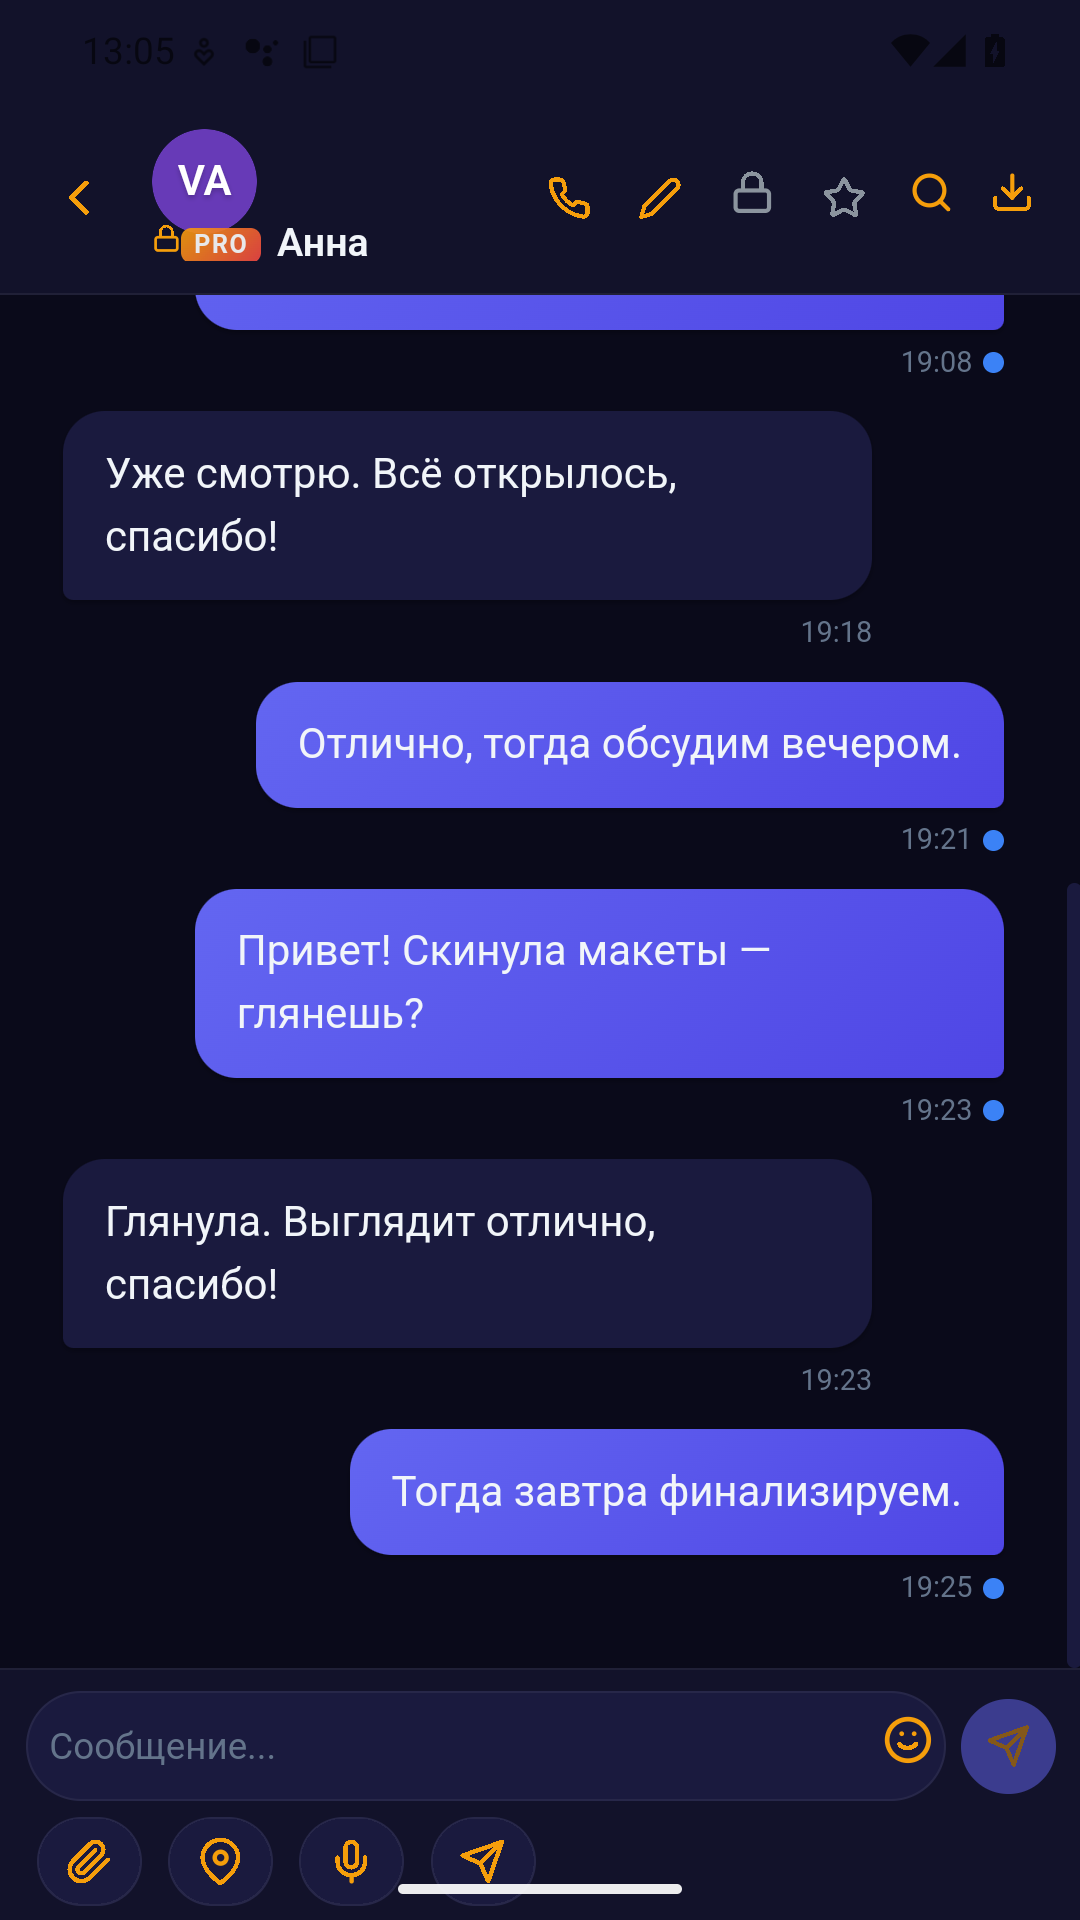 13:05
VA
PRO Анна
19:08
Уже смотрю. Всё открылось,
спасибо!
19:18
Отлично, тогда обсудим вечером.
19:21
Привет! Скинула макеты —
глянешь?
19:23
Глянула. Выглядит отлично,
спасибо!
19:23
Тогда завтра финализируем.
19:25
Сообщение...